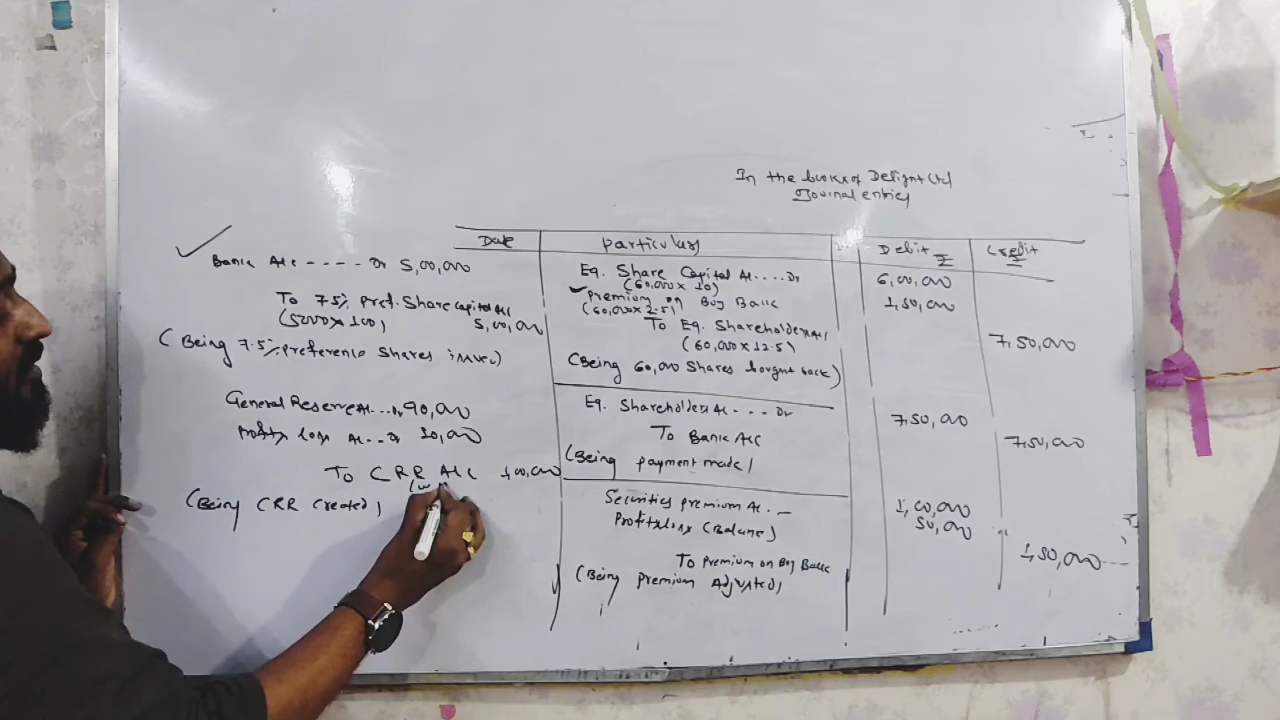 In the books of Delight Ltd
Journal entries
Date Particulars Debit ₹ Credit ₹
Eq. Share Capital Ac. ... Dr 6,00,000
(60,000 x 10)
Premium on Buy Back 1,50,000
(60,000 x 2.5)
To Eq. Shareholders A/c
(60,000 x 12.5) 7,50,000
(Being 60,000 Shares bought back)
Eq. Shareholders A. - ... Dr 7,50,000
To Bank A/c 7,50,000
(Being payment made)
Securities premium A. - 1,00,000
Profit & loss (Balance) 50,000
To Premium on Buy Back 1,50,000
(Being premium Adjusted)
Bank A/c - - - - Dr 5,00,000
To 7.5% Pref. Share Capital A/c
(5000 x 100) 5,00,000
(Being 7.5% preference Shares issued)
General Reserve A. ... Dr 90,000
Profit & loss A. .. Dr 10,000
To CRR A/c 1,00,000
(Being CRR Created)